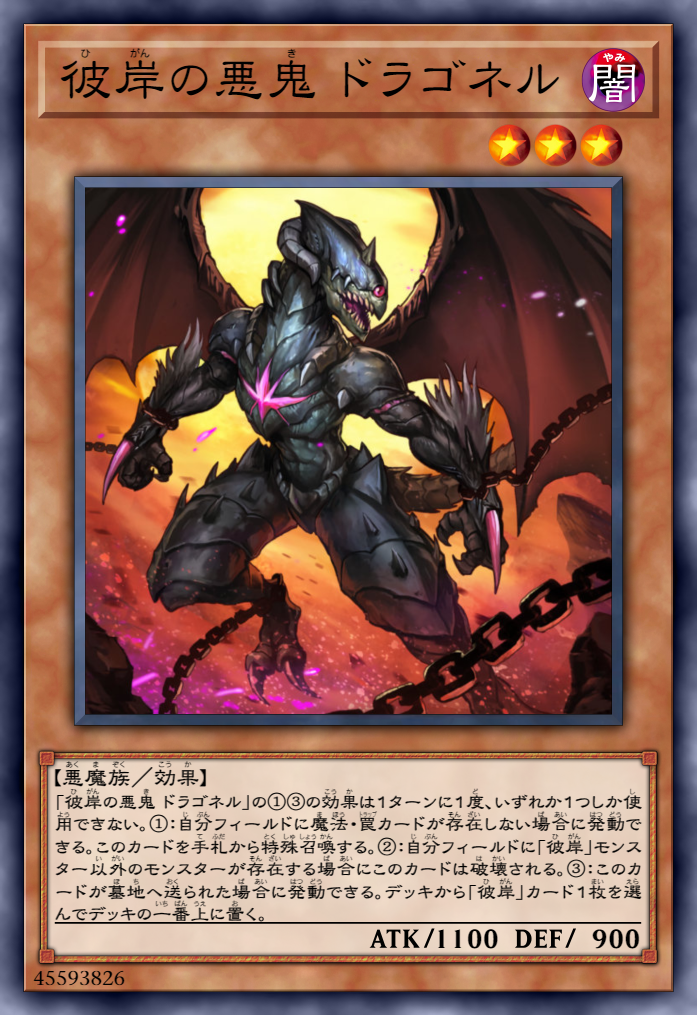 彼岸の悪鬼 ドラゴネル
闇
【悪魔族／効果】
「彼岸の悪鬼 ドラゴネル」の①③の効果は1ターンに1度、いずれか1つしか使
用できない。①：自分フィールドに魔法・罠カードが存在しない場合に発動で
きる。このカードを手札から特殊召喚する。②：自分フィールドに「彼岸」モンス
ター以外のモンスターが存在する場合にこのカードは破壊される。③：このカ
ードが墓地へ送られた場合に発動できる。デッキから「彼岸」カード1枚を選
んでデッキの一番上に置く。
ATK/1100 DEF/ 900
45593826